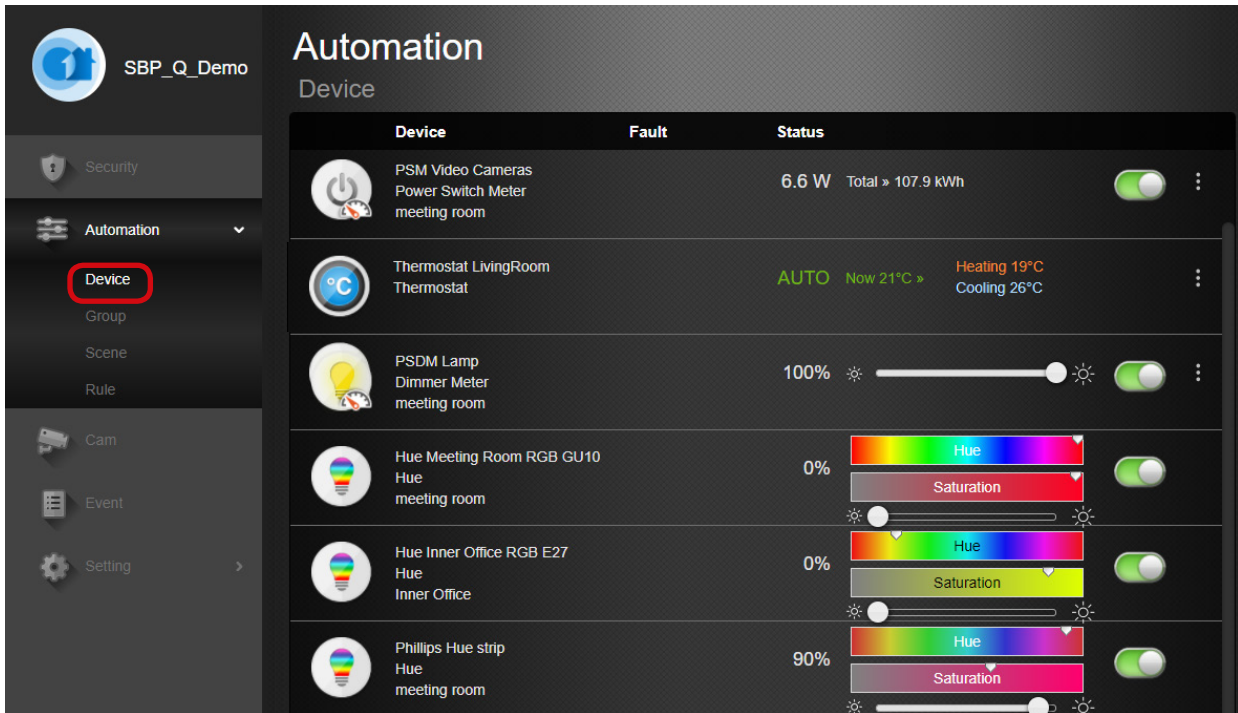 SBP_Q_Demo
Security
Automation
Device
Group
Scene
Rule
Cam
Event
Setting
Automation
Device
Device Fault Status
PSM Video Cameras
Power Switch Meter
meeting room
6.6 W Total » 107.9 kWh
Thermostat LivingRoom
Thermostat
°C
AUTO Now 21°C »
Heating 19°C
Cooling 26°C
PSDM Lamp
Dimmer Meter
meeting room
100%
Hue Meeting Room RGB GU10
Hue
meeting room
0%
Hue
Saturation
Hue Inner Office RGB E27
Hue
Inner Office
0%
Hue
Saturation
Phillips Hue strip
Hue
meeting room
90%
Hue
Saturation